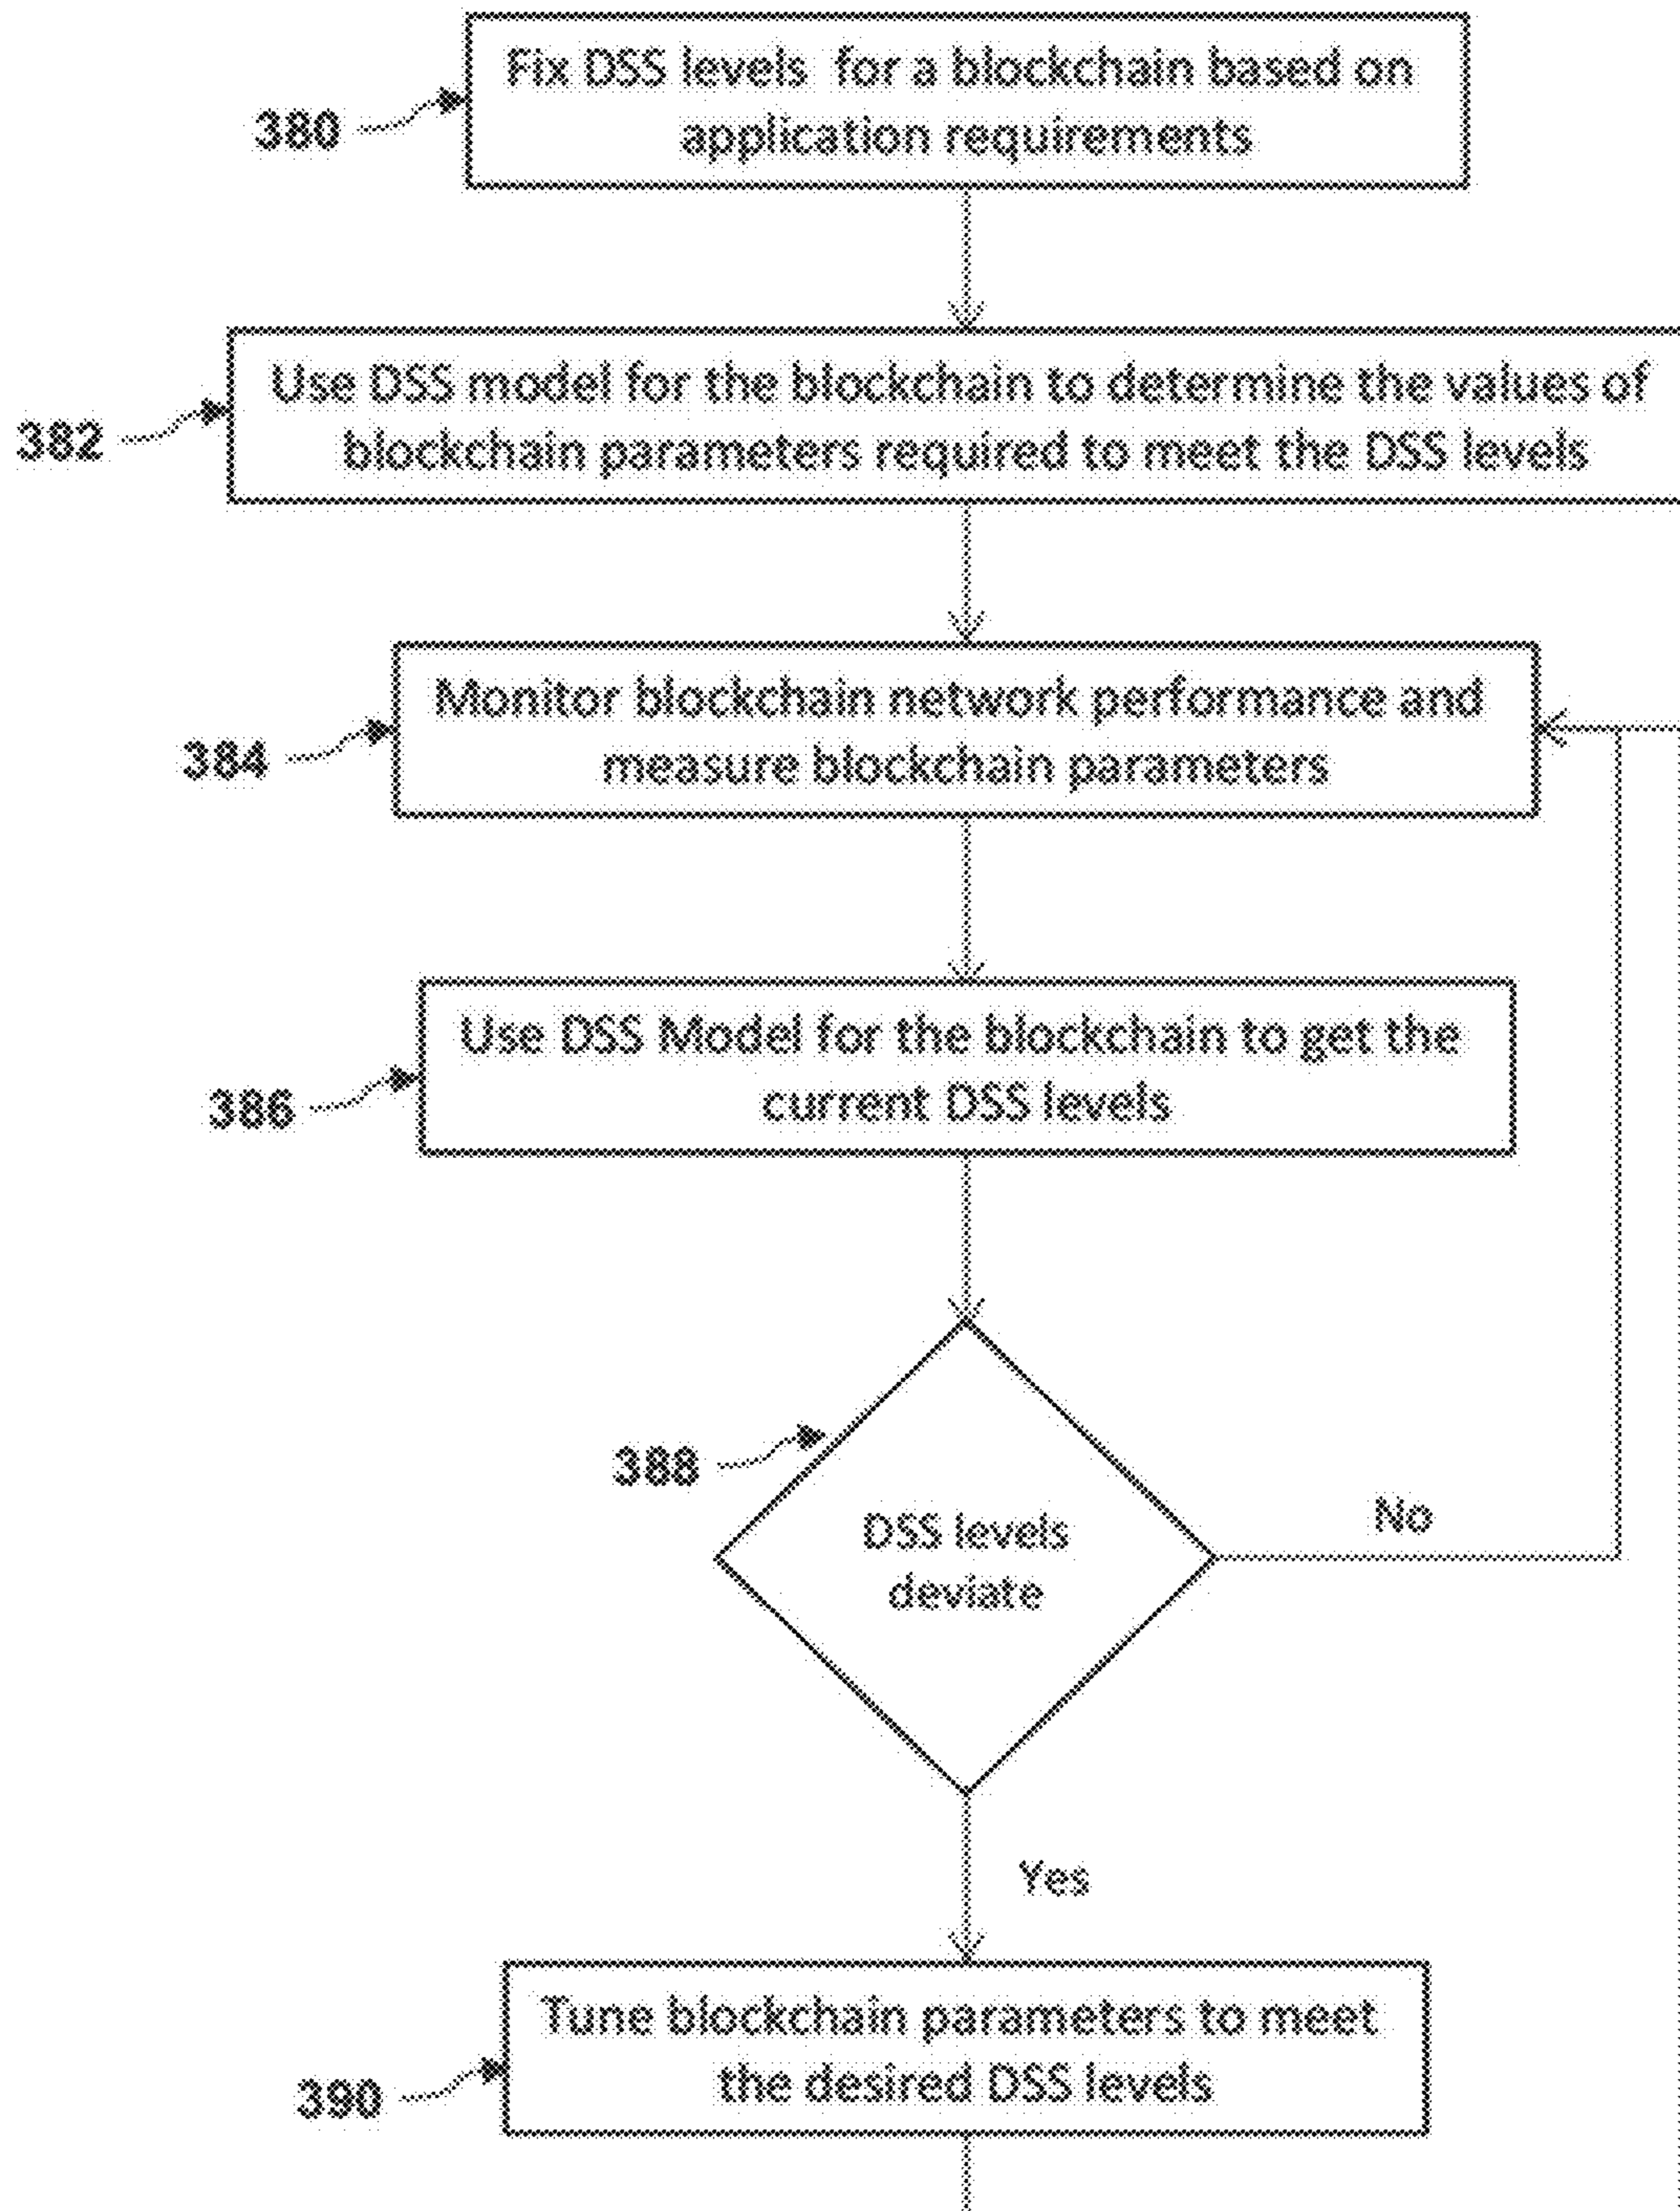 Fix DSS levels for a blockchain based on
application requirements
380
Use DSS model for the blockchain to determine the values of
blockchain parameters required to meet the DSS levels
382
Monitor blockchain network performance and
measure blockchain parameters
384
Use DSS Model for the blockchain to get the
current DSS levels
386
388
DSS levels
deviate
No
Yes
Tune blockchain parameters to meet
the desired DSS levels
390